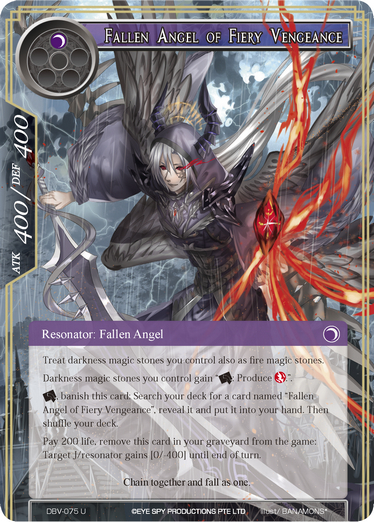 Fallen Angel of Fiery Vengeance
ATK 400/DEF 400
Resonator: Fallen Angel
Treat darkness magic stones you control also as fire magic stones.
Darkness magic stones you control gain ": Produce ".
, banish this card: Search your deck for a card named "Fallen
Angel of Fiery Vengeance", reveal it and put it into your hand. Then
shuffle your deck.
Pay 200 life, remove this card in your graveyard from the game:
Target J/resonator gains [0/-400] until end of turn.
Chain together and fall as one.
DBV-075 U
©EYE SPY PRODUCTIONS PTE LTD
Illust/ BANAMONS*